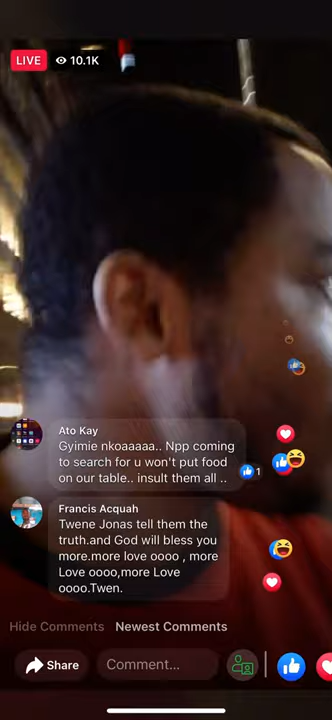 LIVE 10.1K
Ato Kay
Gyimie nkoaaaaa.. Npp coming
to search for u won't put food
on our table.. insult them all ..
1
Francis Acquah
Twene Jonas tell them the
truth.and God will bless you
more.more love oooo , more
Love oooo,more Love
oooo.Twen.
Hide Comments Newest Comments
Share Comment...